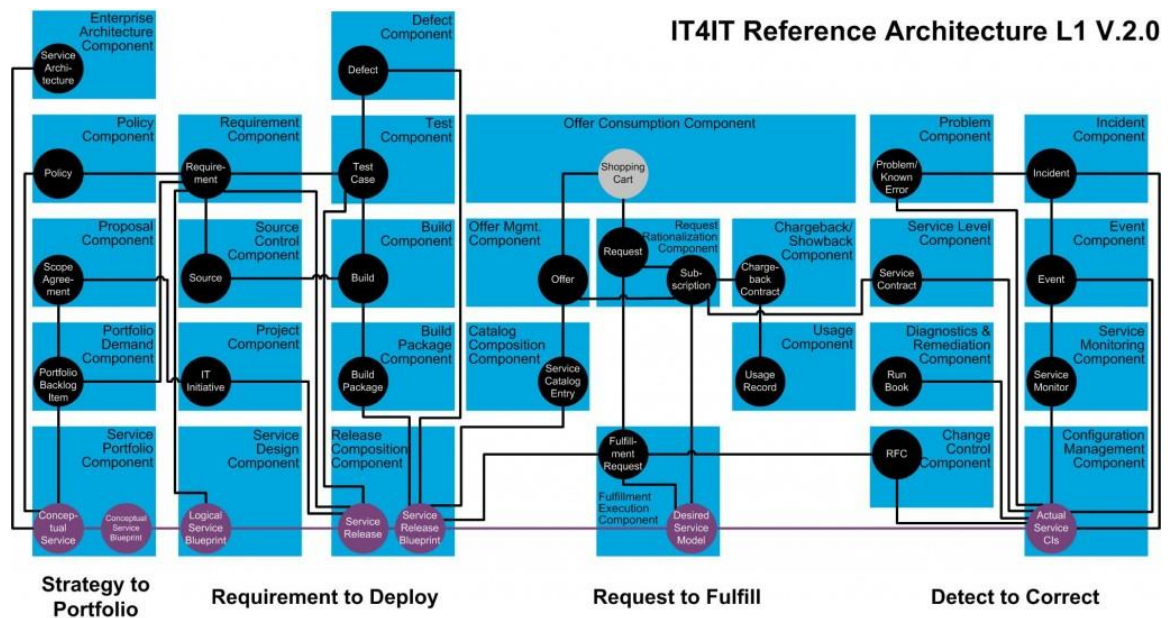 IT4IT Reference Architecture L1 V.2.0
Enterprise
Architecture
Component
Service
Archi-
tecture
Defect
Component
Defect
Policy
Component
Policy
Requirement
Component
Require-
ment
Test
Component
Test
Case
Offer Consumption Component
Shopping
Cart
Problem
Component
Problem/
Known
Error
Incident
Component
Incident
Proposal
Component
Scope
Agree-
ment
Source
Control
Component
Source
Build
Component
Build
Offer Mgmt.
Component
Offer
Request
Rationalization
Component
Request
Sub-
scription
Chargeback/
Showback
Component
Charge-
back
Contract
Service Level
Component
Service
Contract
Event
Component
Event
Portfolio
Demand
Component
Portfolio
Backlog
Item
Project
Component
IT
Initiative
Build
Package
Component
Build
Package
Catalog
Composition
Component
Service
Catalog
Entry
Usage
Component
Usage
Record
Diagnostics &
Remediation
Component
Run
Book
Service
Monitoring
Component
Service
Monitor
Service
Portfolio
Component
Concep-
tual
Service
Conceptual
Service
Blueprint
Service
Design
Component
Logical
Service
Blueprint
Release
Composition
Component
Service
Release
Service
Release
Blueprint
Fulfill-
ment
Request
Fulfillment
Execution
Component
Desired
Service
Model
Change
Control
Component
RFC
Configuration
Management
Component
Actual
Service
CIs
Strategy to
Portfolio
Requirement to Deploy
Request to Fulfill
Detect to Correct